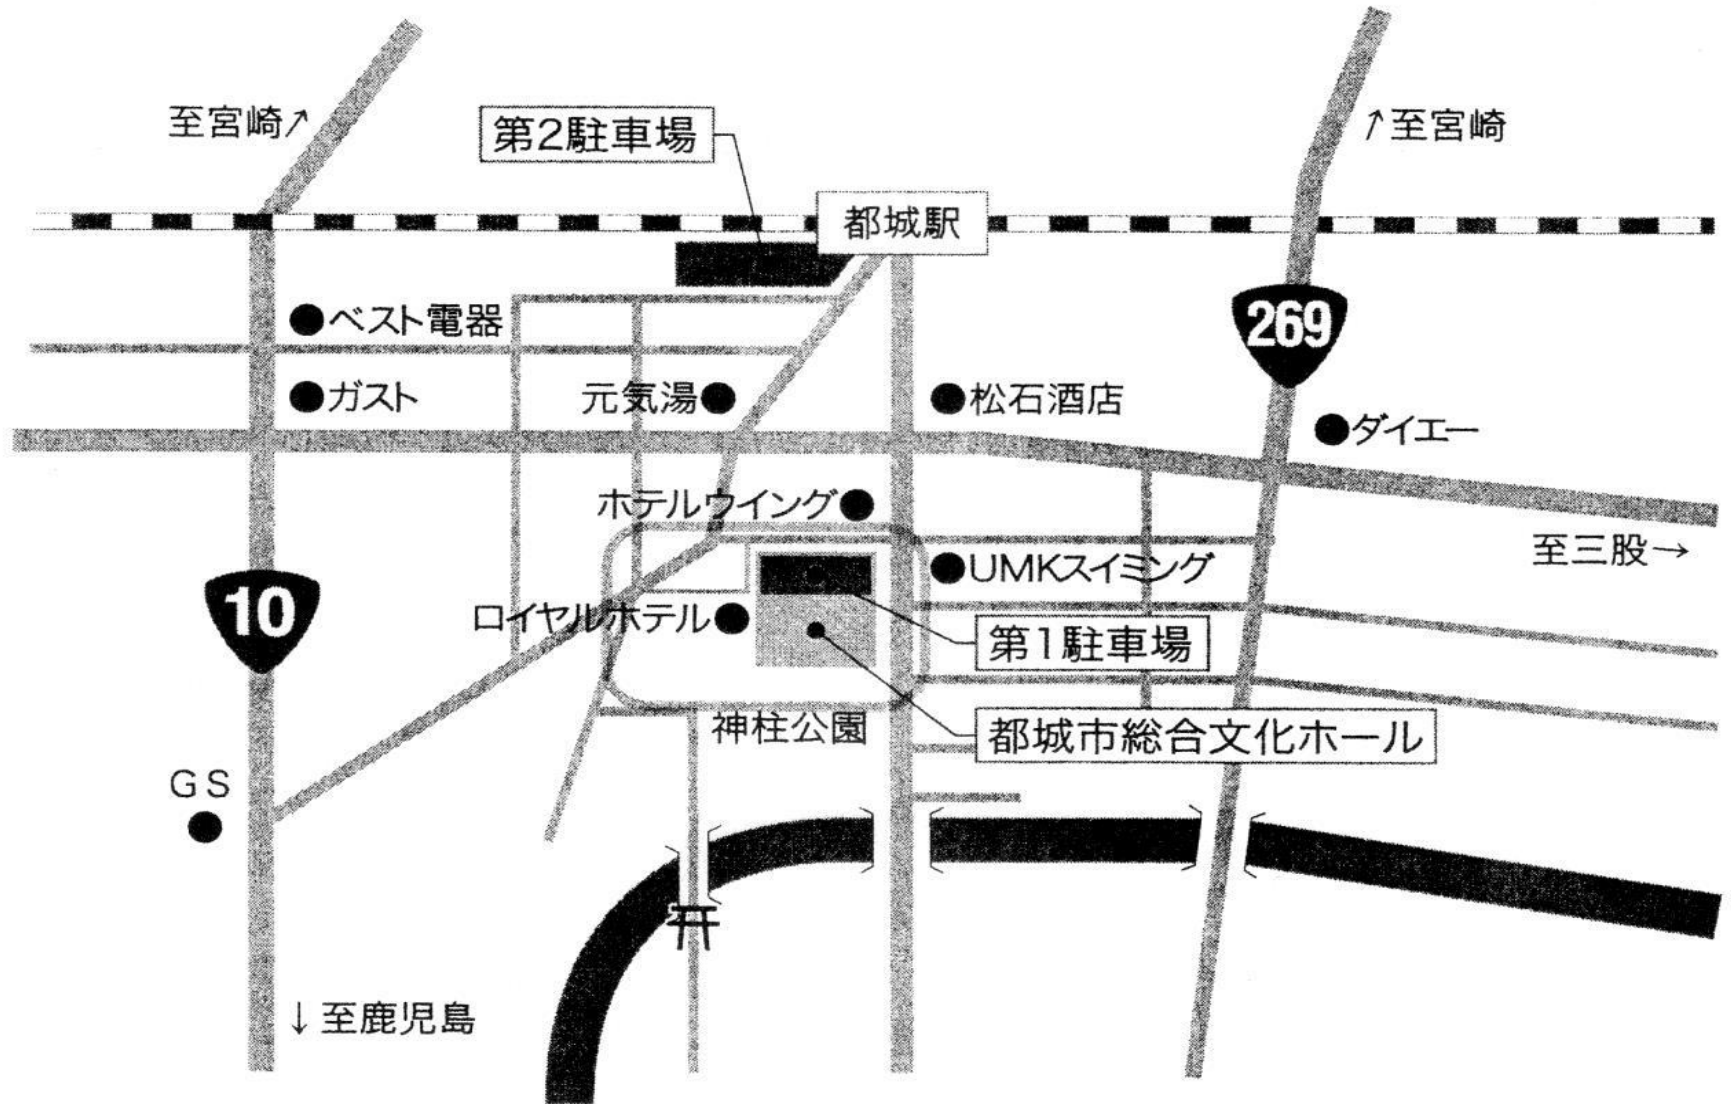 至宮崎↗
第2駐車場
↗至宮崎
都城駅
269
●ベスト電器
●ガスト
元気湯●
●松石酒店
●ダイエー
ホテルウイング●
至三股→
●UMKスイミング
10
ロイヤルホテル●
第1駐車場
神柱公園
都城市総合文化ホール
GS
↓至鹿児島